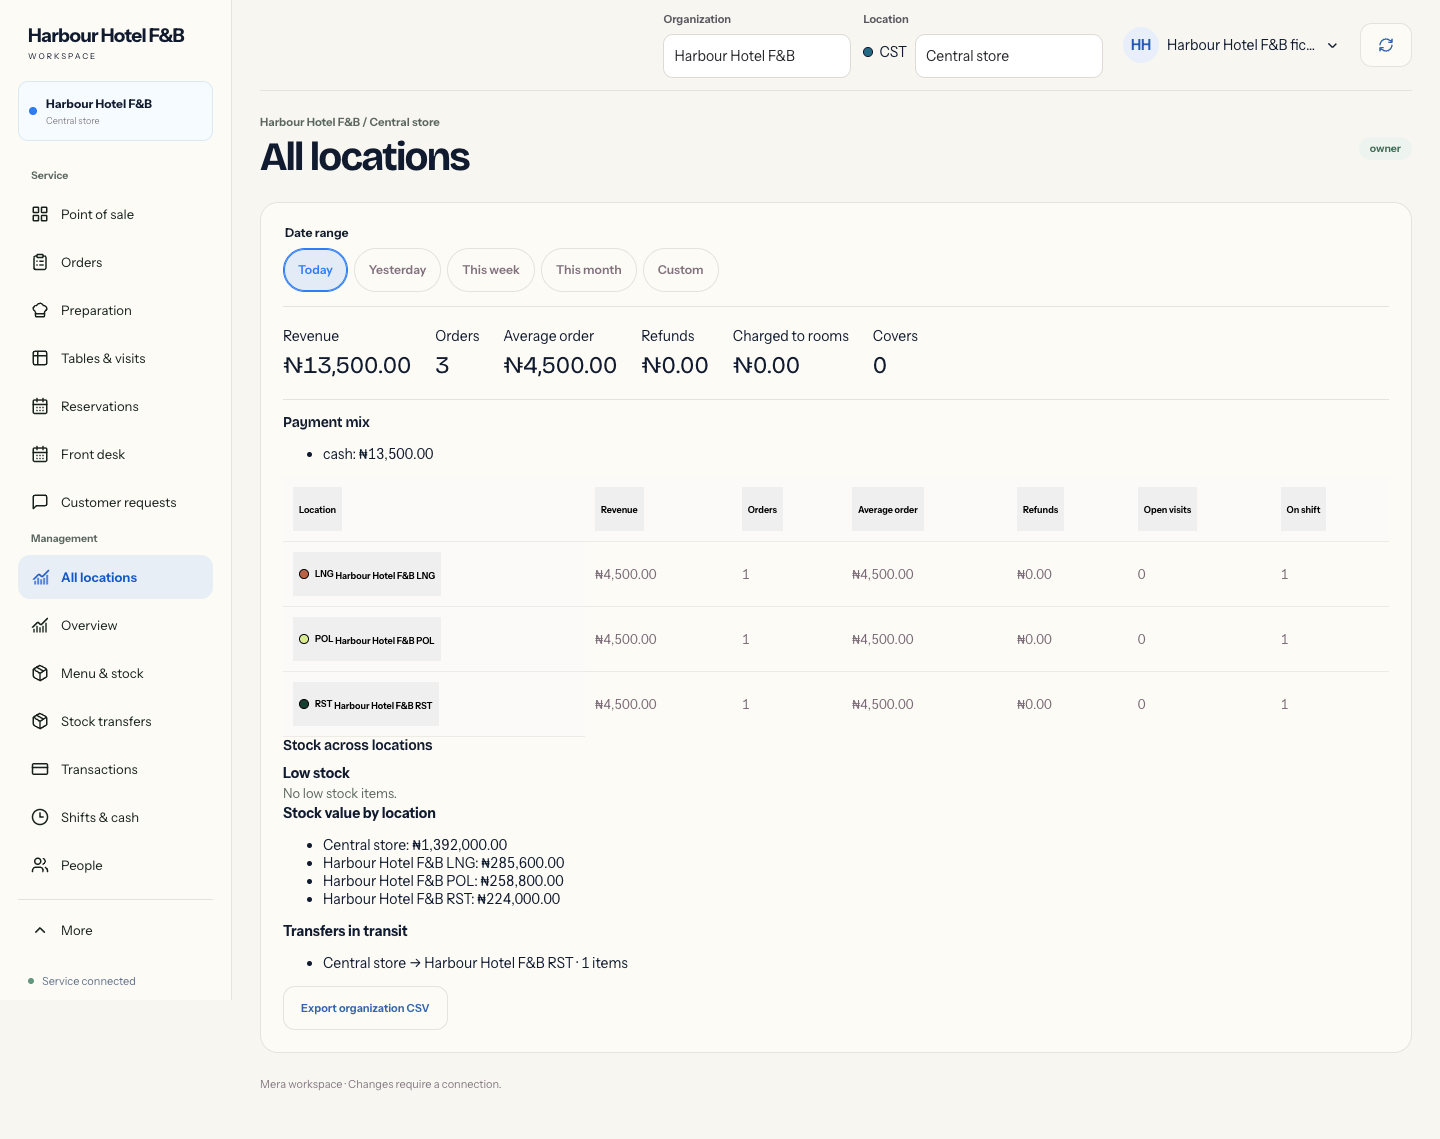 Harbour Hotel F&B
WORKSPACE
Harbour Hotel F&B
Central store
Service
Point of sale
Orders
Preparation
Tables & visits
Reservations
Front desk
Customer requests
Management
All locations
Overview
Menu & stock
Stock transfers
Transactions
Shifts & cash
People
More
Service connected
Organization
Harbour Hotel F&B
Location
CST
Central store
HH
Harbour Hotel F&B fic...
Harbour Hotel F&B / Central store
All locations
owner
Date range
Today Yesterday This week This month Custom
Revenue Orders Average order Refunds Charged to rooms Covers
₦13,500.00 3 ₦4,500.00 ₦0.00 ₦0.00 0
Payment mix
• cash: ₦13,500.00
Location Revenue Orders Average order Refunds Open visits On shift
LNG Harbour Hotel F&B LNG ₦4,500.00 1 ₦4,500.00 ₦0.00 0 1
POL Harbour Hotel F&B POL ₦4,500.00 1 ₦4,500.00 ₦0.00 0 1
RST Harbour Hotel F&B RST ₦4,500.00 1 ₦4,500.00 ₦0.00 0 1
Stock across locations
Low stock
No low stock items.
Stock value by location
• Central store: ₦1,392,000.00
• Harbour Hotel F&B LNG: ₦285,600.00
• Harbour Hotel F&B POL: ₦258,800.00
• Harbour Hotel F&B RST: ₦224,000.00
Transfers in transit
• Central store → Harbour Hotel F&B RST · 1 items
Export organization CSV
Mera workspace · Changes require a connection.